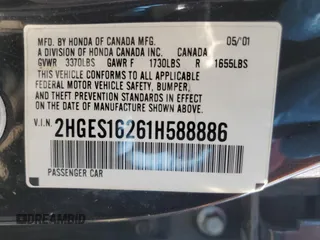 MFD. BY HONDA OF CANADA MFG. 05/01
A DIVISION OF HONDA CANADA INC. CANADA
GVWR 3370LBS GAWR F 1730LBS R 1655LBS
THIS VEHICLE CONFORMS TO ALL APPLICABLE
FEDERAL MOTOR VEHICLE SAFETY, BUMPER, AND
THEFT PREVENTION STANDARDS IN EFFECT ON THE
DATE OF MANUFACTURE SHOWN ABOVE.
V.I.N. 2HGES16261H588886
PASSENGER CAR
DREAMBID